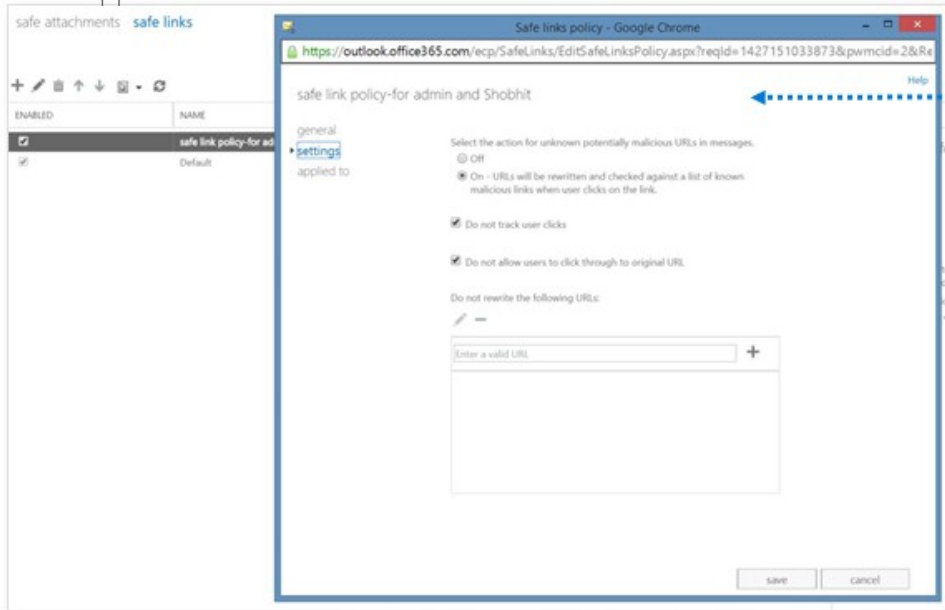 safe attachments safe links
ENABLED NAME
safe link policy-for ad
Default
Safe links policy - Google Chrome
https://outlook.office365.com/ecp/SafeLinks/EditSafeLinksPolicy.aspx?reqId=1427151033873&pwmcid=2&Re
Help
safe link policy-for admin and Shobhit
general
settings
applied to
Select the action for unknown potentially malicious URLs in messages.
Off
On - URLs will be rewritten and checked against a list of known
malicious links when user clicks on the link.
Do not track user clicks
Do not allow users to click through to original URL
Do not rewrite the following URLs:
Enter a valid URL
save cancel